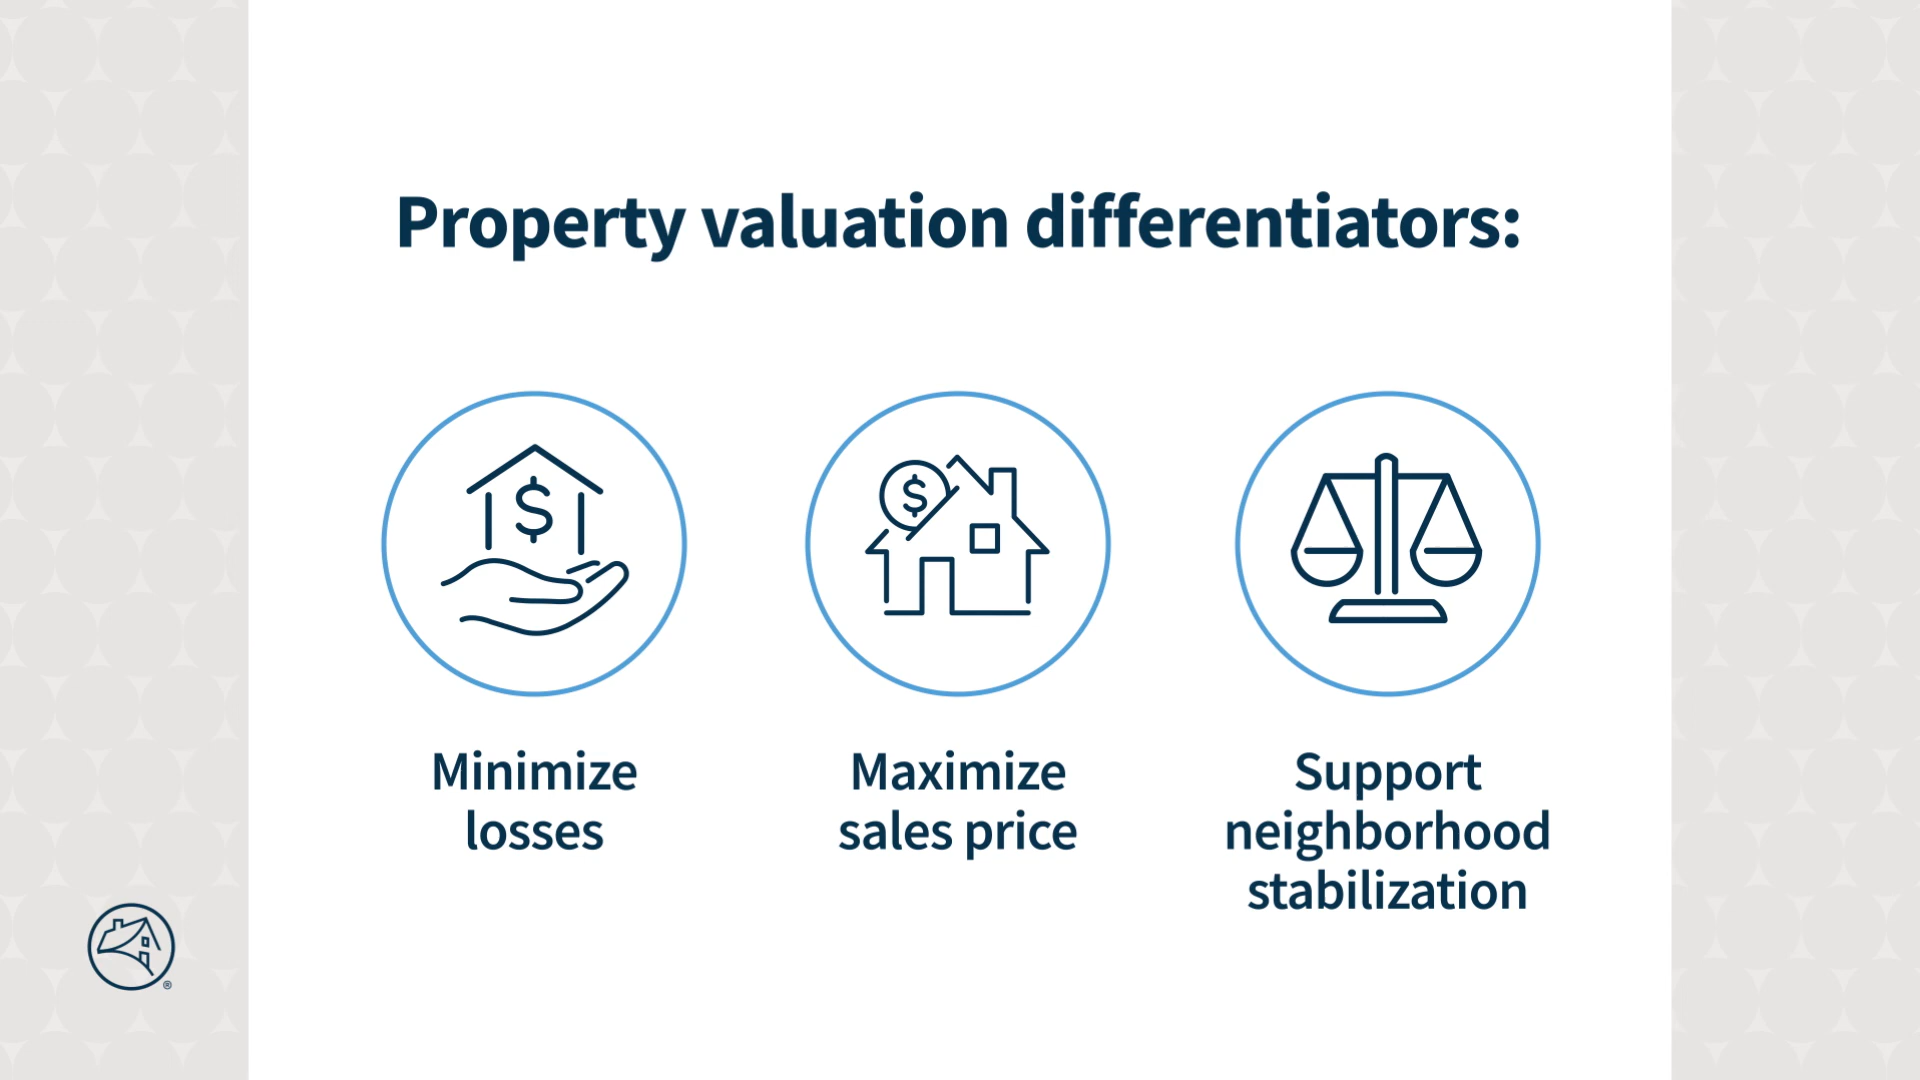 Property valuation differentiators:
$
$
Minimize
losses
Maximize
sales price
Support
neighborhood
stabilization
®